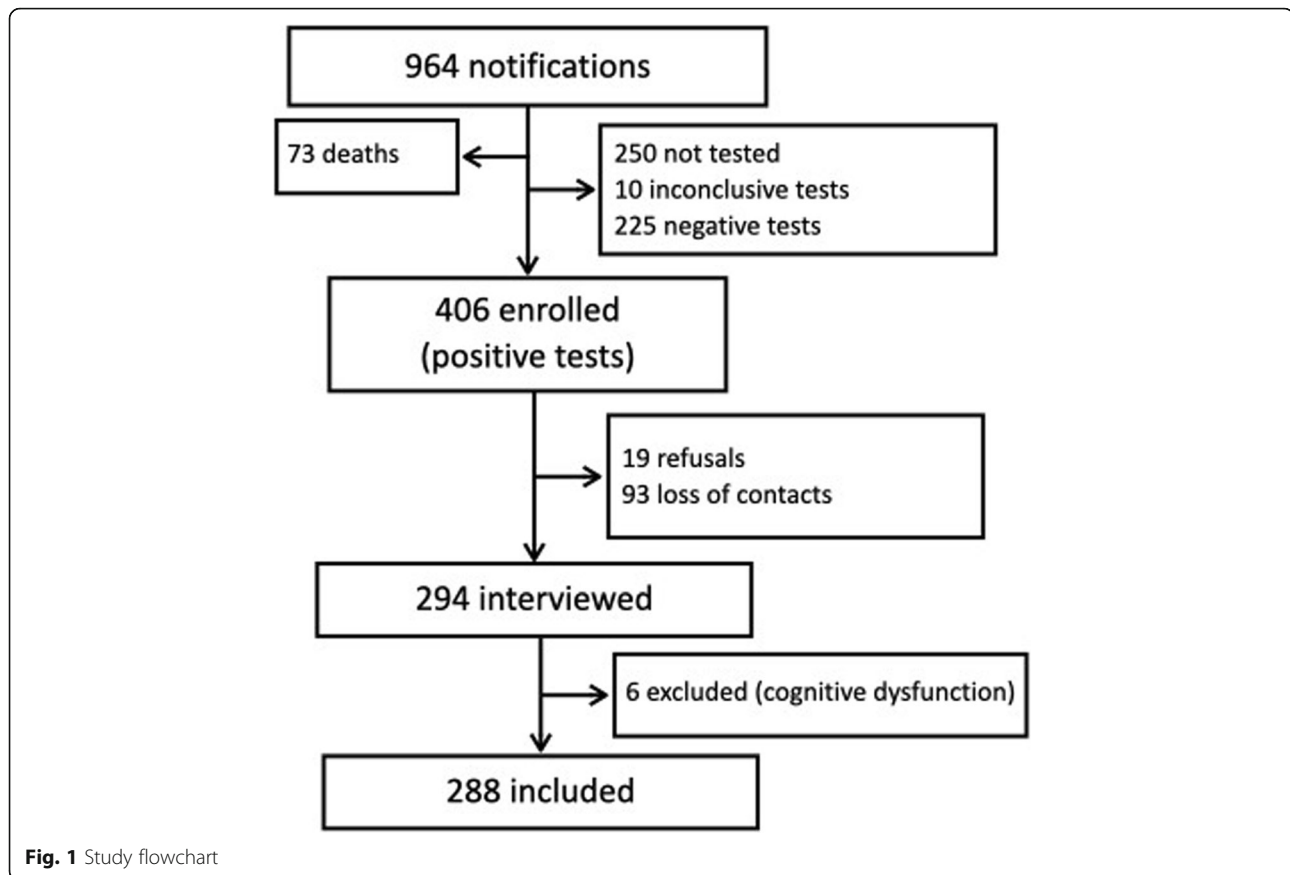 964 notifications
73 deaths
250 not tested
10 inconclusive tests
225 negative tests
406 enrolled
(positive tests)
19 refusals
93 loss of contacts
294 interviewed
6 excluded (cognitive dysfunction)
288 included
Fig. 1 Study flowchart